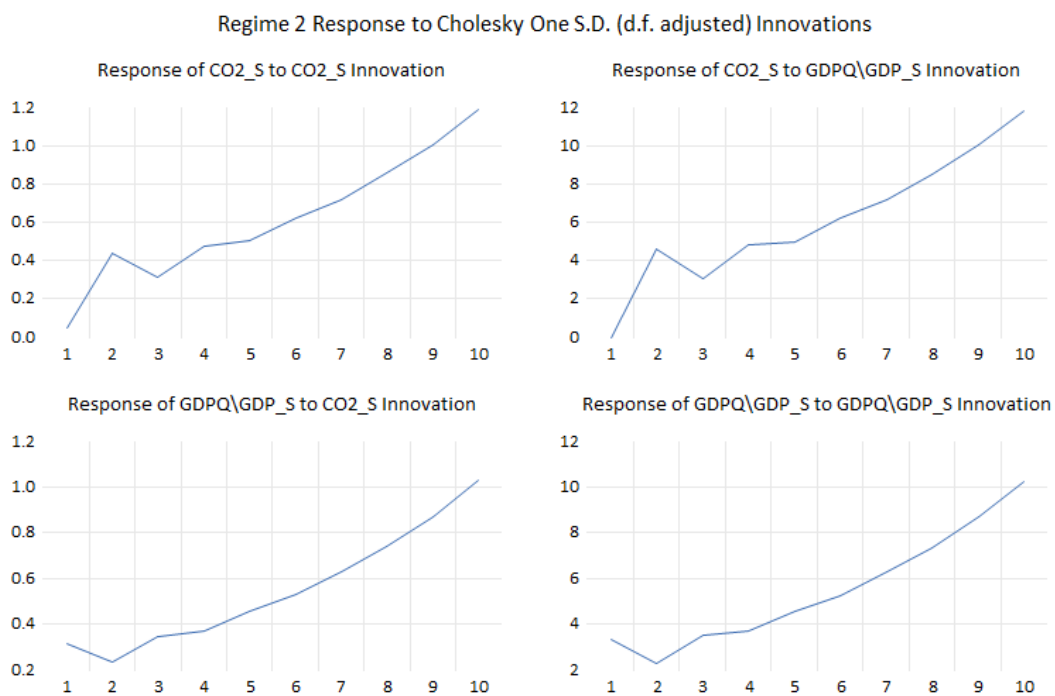 Regime 2 Response to Cholesky One S.D. (d.f. adjusted) Innovations
Response of CO2_S to CO2_S Innovation
1.2
1.0
0.8
0.6
0.4
0.2
0.0
1 2 3 4 5 6 7 8 9 10
Response of CO2_S to GDPQ\GDP_S Innovation
12
10
8
6
4
2
0
1 2 3 4 5 6 7 8 9 10
Response of GDPQ\GDP_S to CO2_S Innovation
1.2
1.0
0.8
0.6
0.4
0.2
1 2 3 4 5 6 7 8 9 10
Response of GDPQ\GDP_S to GDPQ\GDP_S Innovation
12
10
8
6
4
2
1 2 3 4 5 6 7 8 9 10